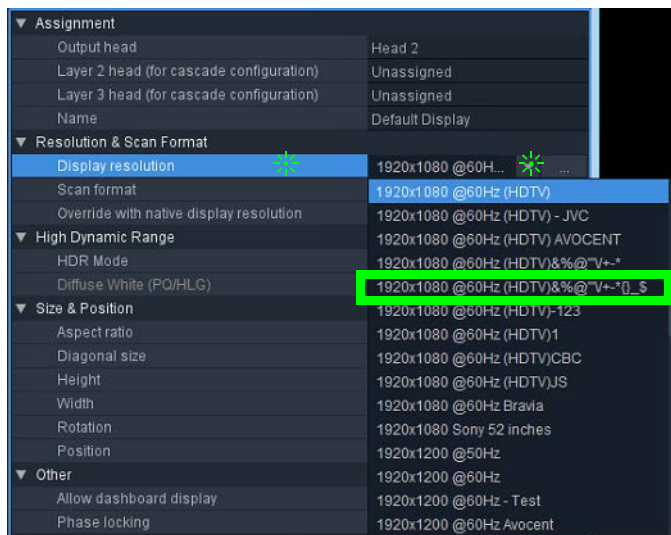 Assignment
Output head Head 2
Layer 2 head (for cascade configuration) Unassigned
Layer 3 head (for cascade configuration) Unassigned
Name Default Display
Resolution & Scan Format
Display resolution 1920x1080 @60H... ...
Scan format 1920x1080 @60Hz (HDTV)
Override with native display resolution 1920x1080 @60Hz (HDTV) - JVC
High Dynamic Range 1920x1080 @60Hz (HDTV) AVOCENT
HDR Mode 1920x1080 @60Hz (HDTV)&%@'"\/+-*
Diffuse White (PQ/HLG) 1920x1080 @60Hz (HDTV)&%@'"\/+-*{}_$
Size & Position 1920x1080 @60Hz (HDTV)-123
Aspect ratio 1920x1080 @60Hz (HDTV)1
Diagonal size 1920x1080 @60Hz (HDTV)CBC
Height 1920x1080 @60Hz (HDTV)JS
Width 1920x1080 @60Hz Bravia
Rotation 1920x1080 Sony 52 inches
Position 1920x1200 @50Hz
Other 1920x1200 @60Hz
Allow dashboard display 1920x1200 @60Hz - Test
Phase locking 1920x1200 @60Hz Avocent